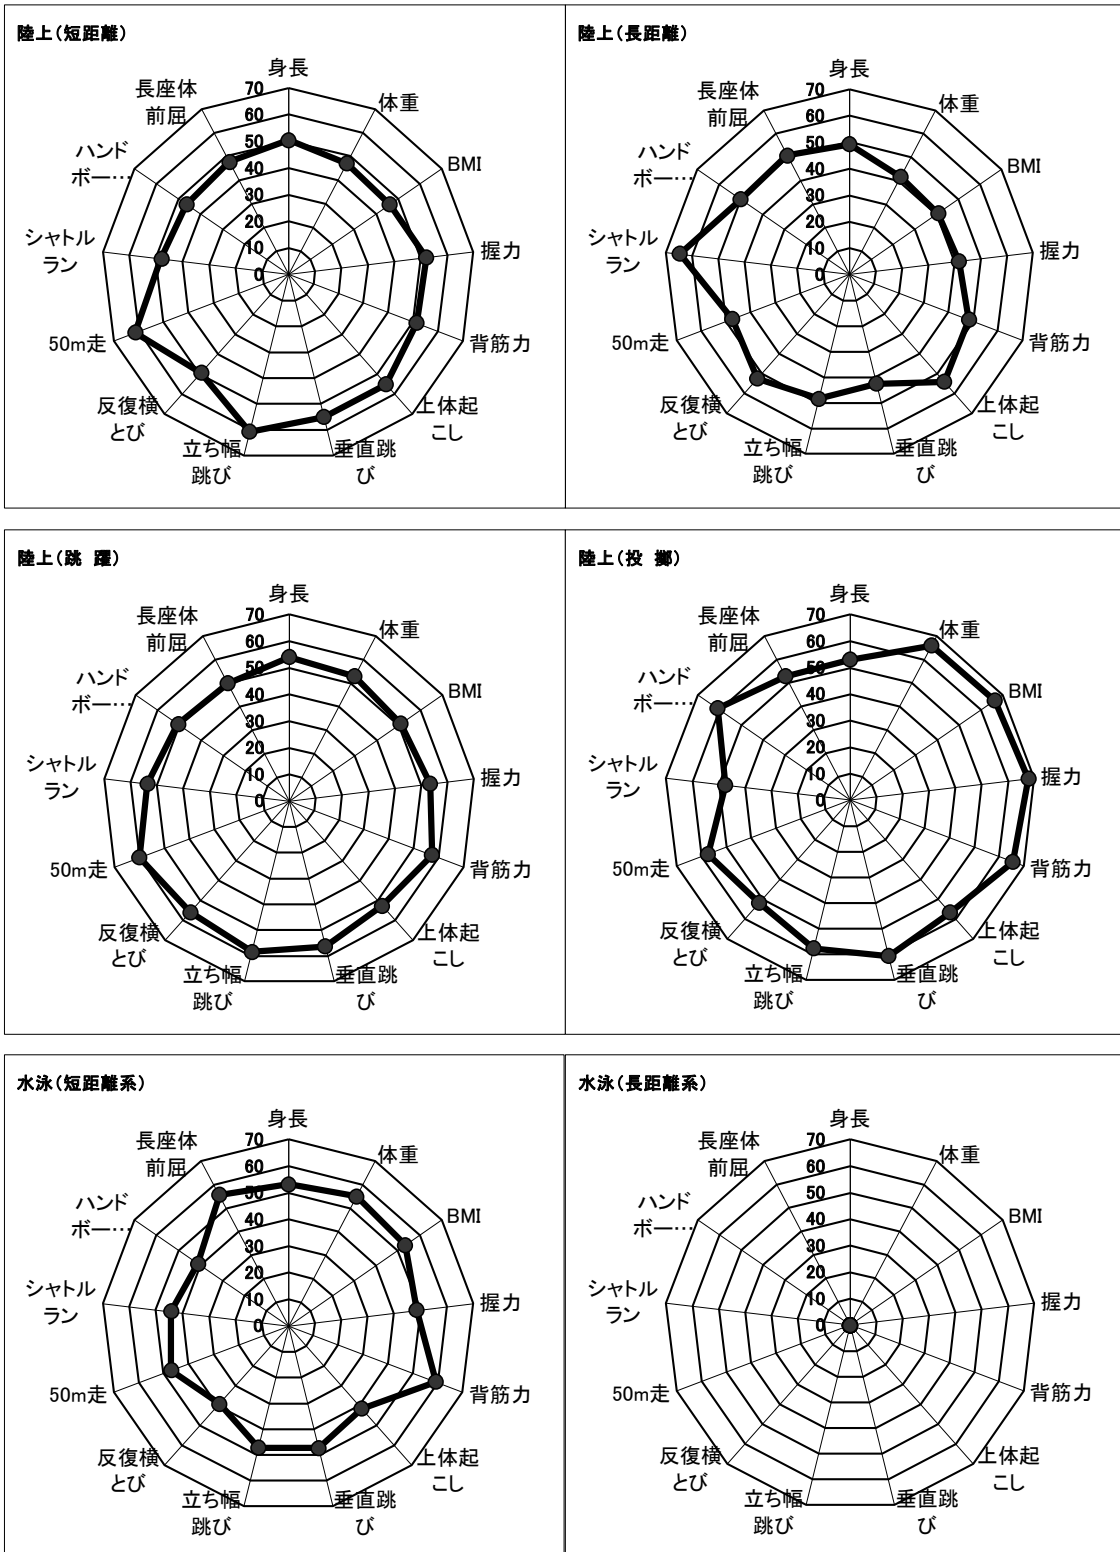 陸上(短距離)
身長
体重
BMI
握力
背筋力
上体起
こし
垂直跳
び
立ち幅
跳び
反復横
とび
50m走
シャトル
ラン
ハンド
ボー…
長座体
前屈
70
60
50
40
30
20
10
0
陸上(長距離)
身長
体重
BMI
握力
背筋力
上体起
こし
垂直跳
び
立ち幅
跳び
反復横
とび
50m走
シャトル
ラン
ハンド
ボー…
長座体
前屈
70
60
50
40
30
20
10
0
陸上(跳 躍)
身長
体重
BMI
握力
背筋力
上体起
こし
垂直跳
び
立ち幅
跳び
反復横
とび
50m走
シャトル
ラン
ハンド
ボー…
長座体
前屈
70
60
50
40
30
20
10
0
陸上(投 擲)
身長
体重
BMI
握力
背筋力
上体起
こし
垂直跳
び
立ち幅
跳び
反復横
とび
50m走
シャトル
ラン
ハンド
ボー…
長座体
前屈
70
60
50
40
30
20
10
0
水泳(短距離系)
身長
体重
BMI
握力
背筋力
上体起
こし
垂直跳
び
立ち幅
跳び
反復横
とび
50m走
シャトル
ラン
ハンド
ボー…
長座体
前屈
70
60
50
40
30
20
10
0
水泳(長距離系)
身長
体重
BMI
握力
背筋力
上体起
こし
垂直跳
び
立ち幅
跳び
反復横
とび
50m走
シャトル
ラン
ハンド
ボー…
長座体
前屈
70
60
50
40
30
20
10
0